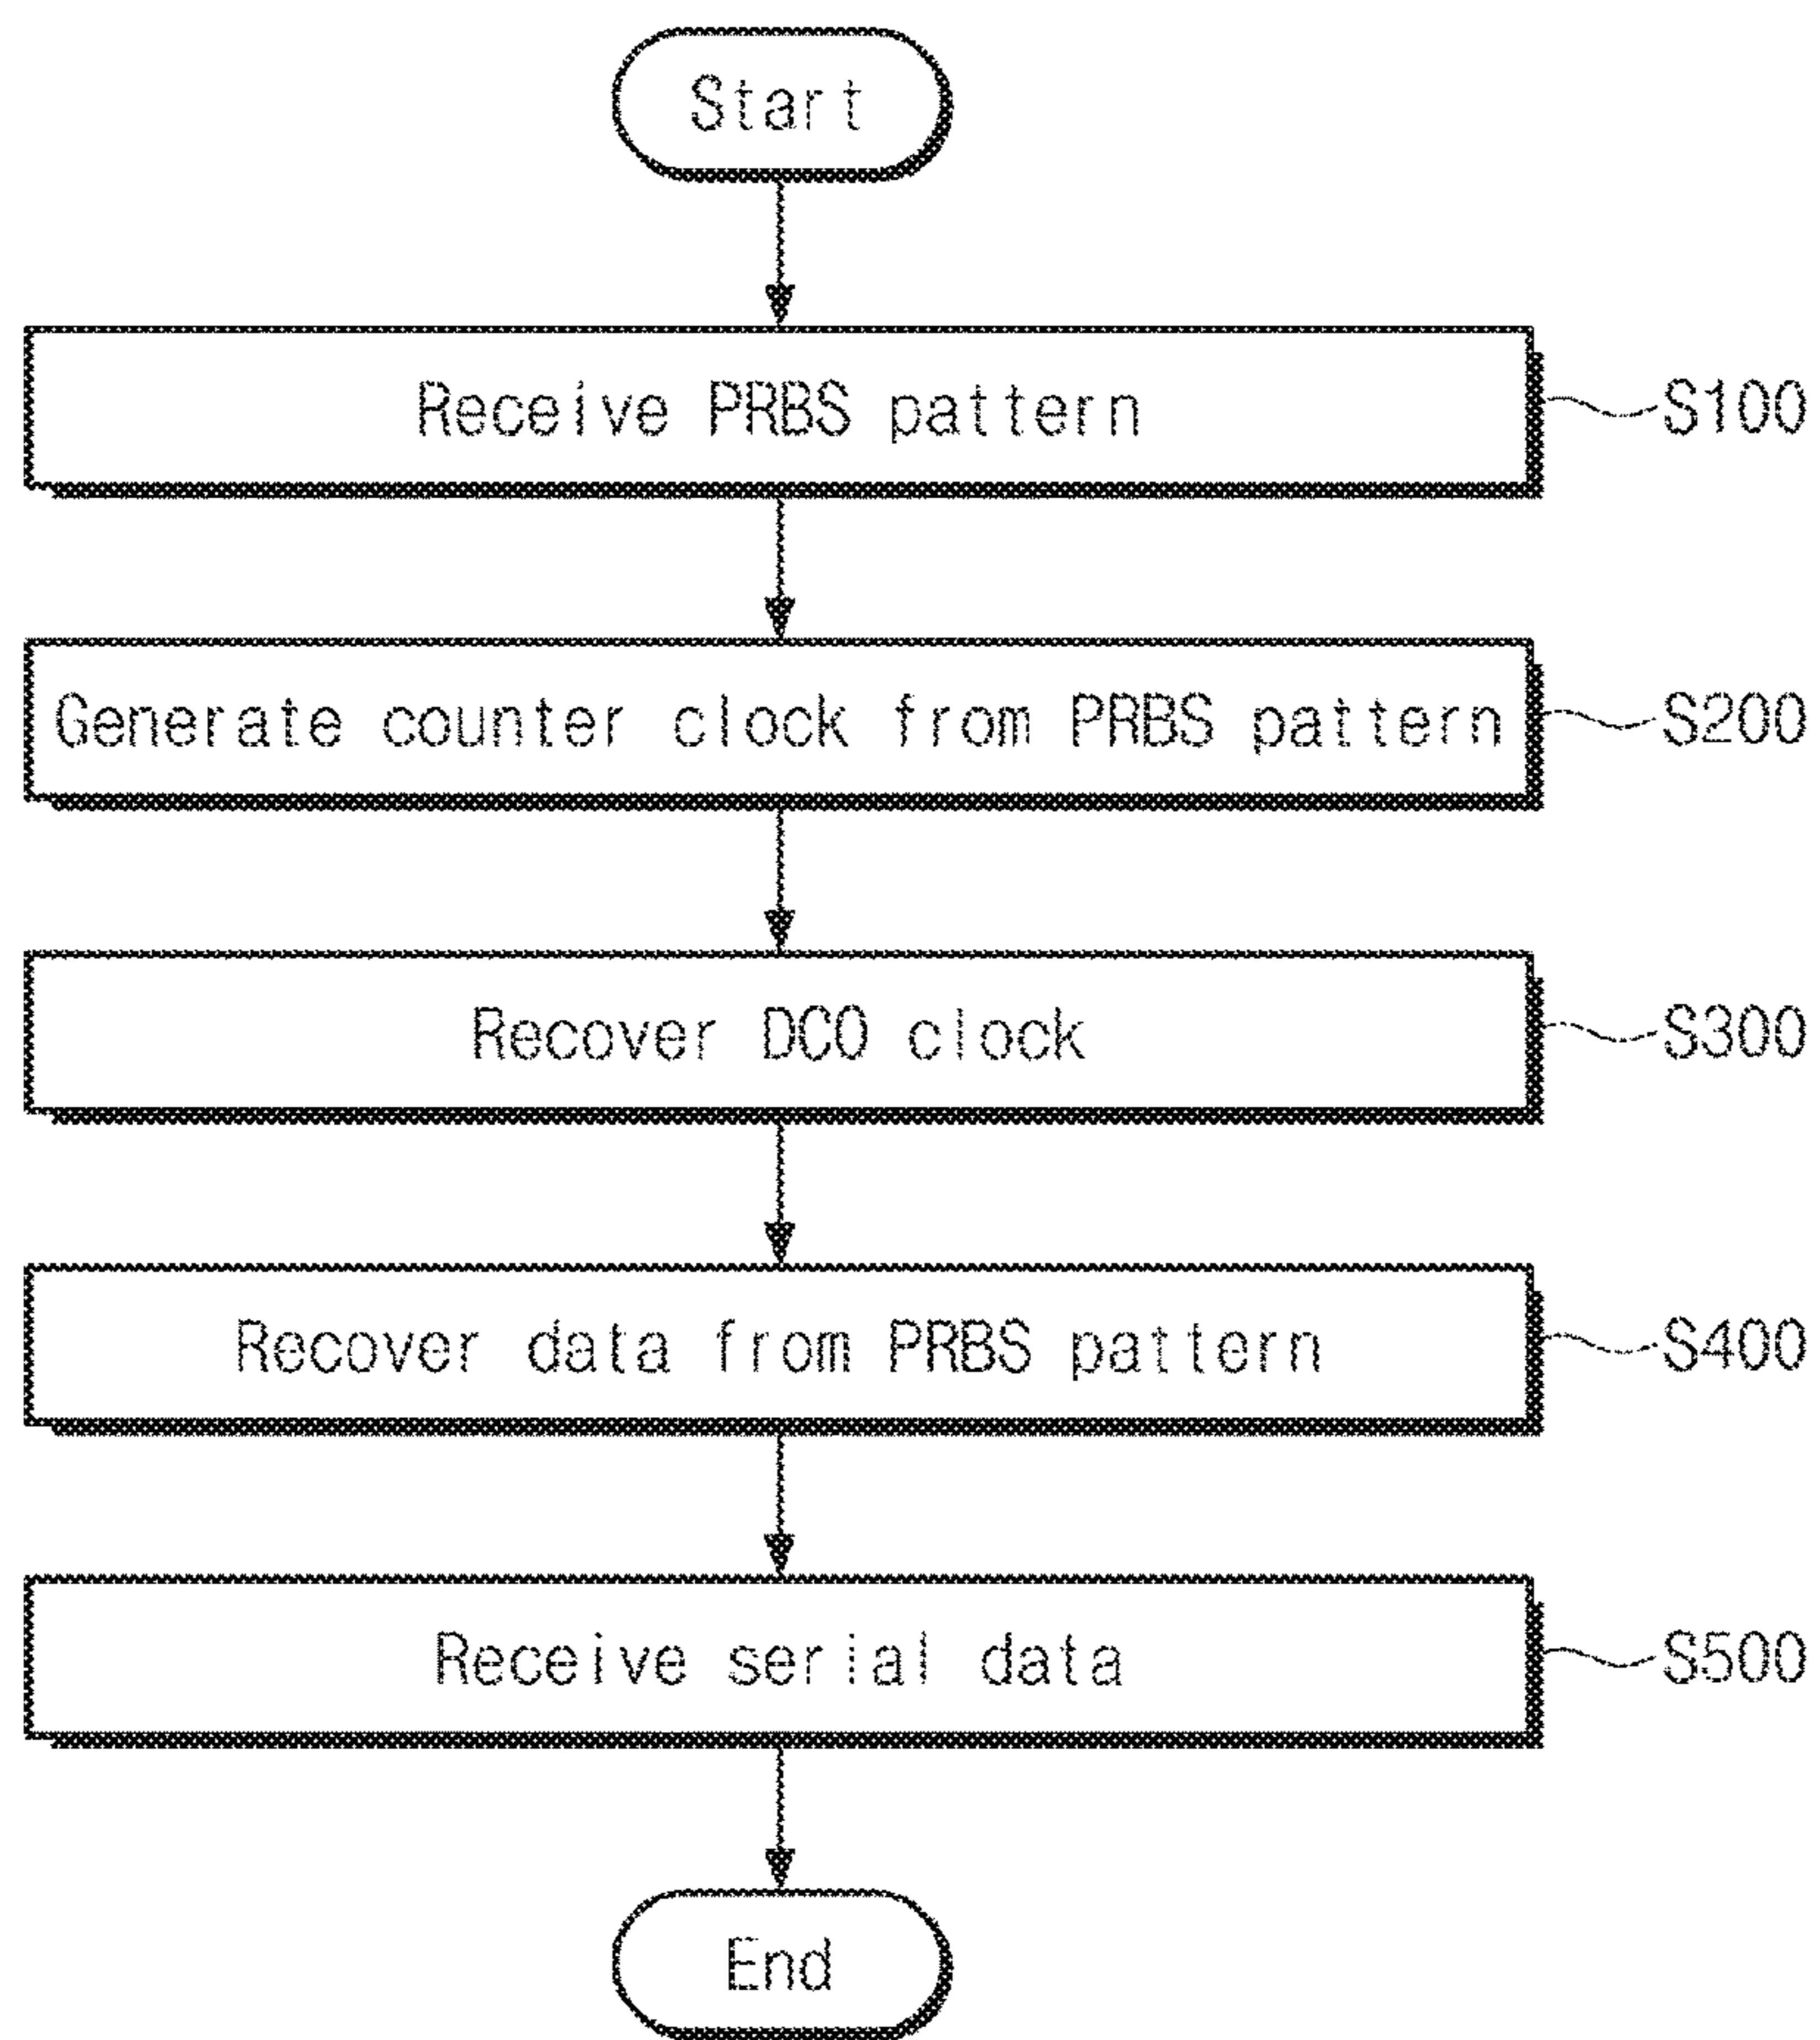 Start
Receive PRBS pattern
S100
Generate counter clock from PRBS pattern
S200
Recover DCO clock
S300
Recover data from PRBS pattern
S400
Receive serial data
S500
End